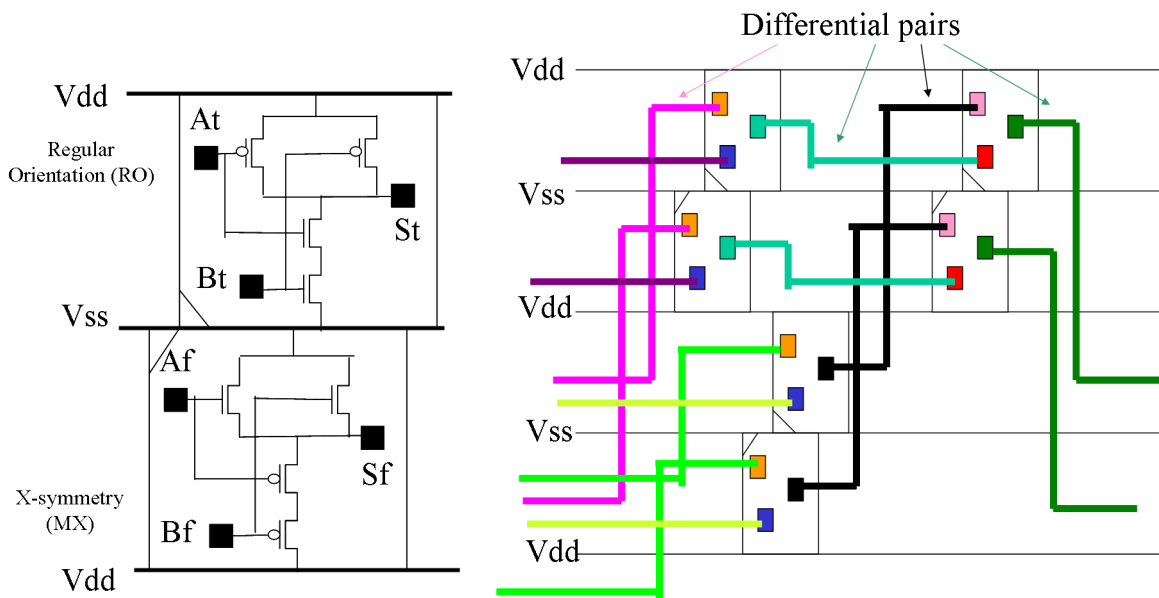 Vdd
At
Regular
Orientation (RO)
St
Bt
Vss
Af
Sf
X-symmetry
(MX)
Bf
Vdd
Differential pairs
Vdd
Vss
Vdd
Vss
Vdd